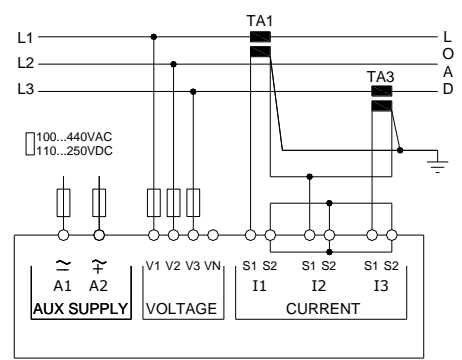 TA1
L1
L
O
L2
A
TA3
L3
D
100...440VAC
110...250VDC
V1 V2 V3 VN
S1 S2
S1 S2
S1 S2
A1 A2
I1
I2
I3
AUX SUPPLY
VOLTAGE
CURRENT